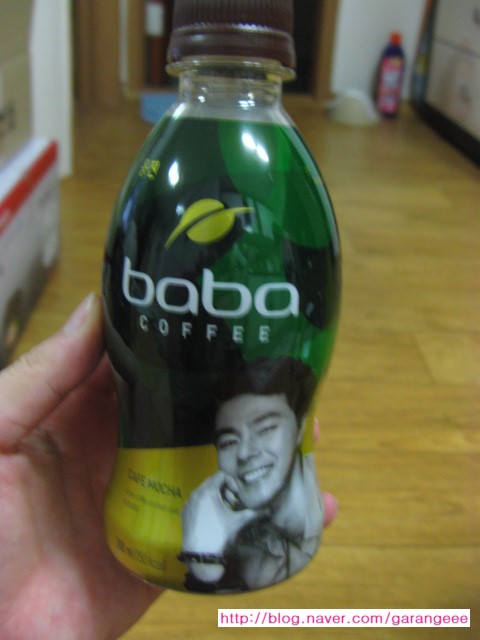 baba
COFFEE
CAFE MOCHA
http://blog.naver.com/garangeee